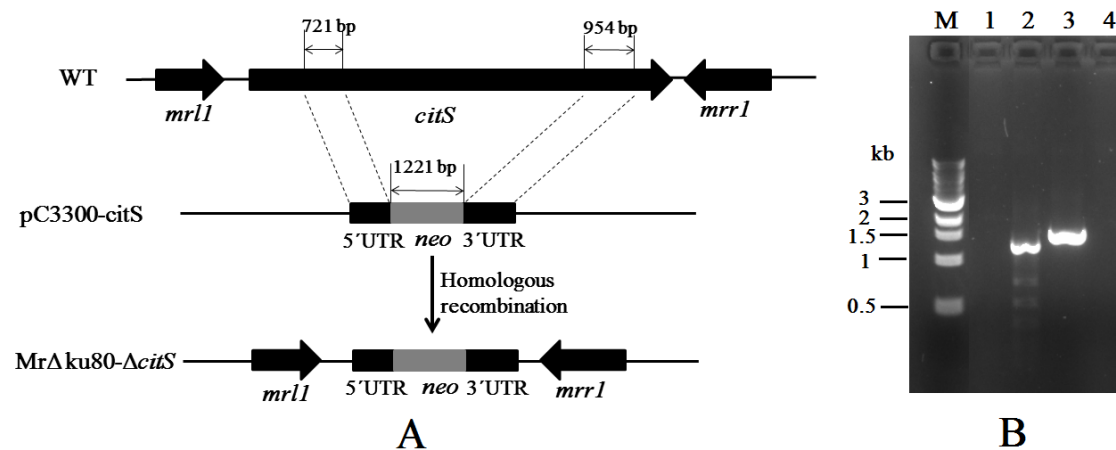 721 bp
954 bp
WT
mrl1
citS
mrr1
1221 bp
pC3300-citS
5´UTR neo 3´UTR
Homologous
recombination
MrΔku80-ΔcitS
mrl1
5´UTR neo 3´UTR
mrr1
A
M 1 2 3 4
kb
3
2
1.5
1
0.5
B